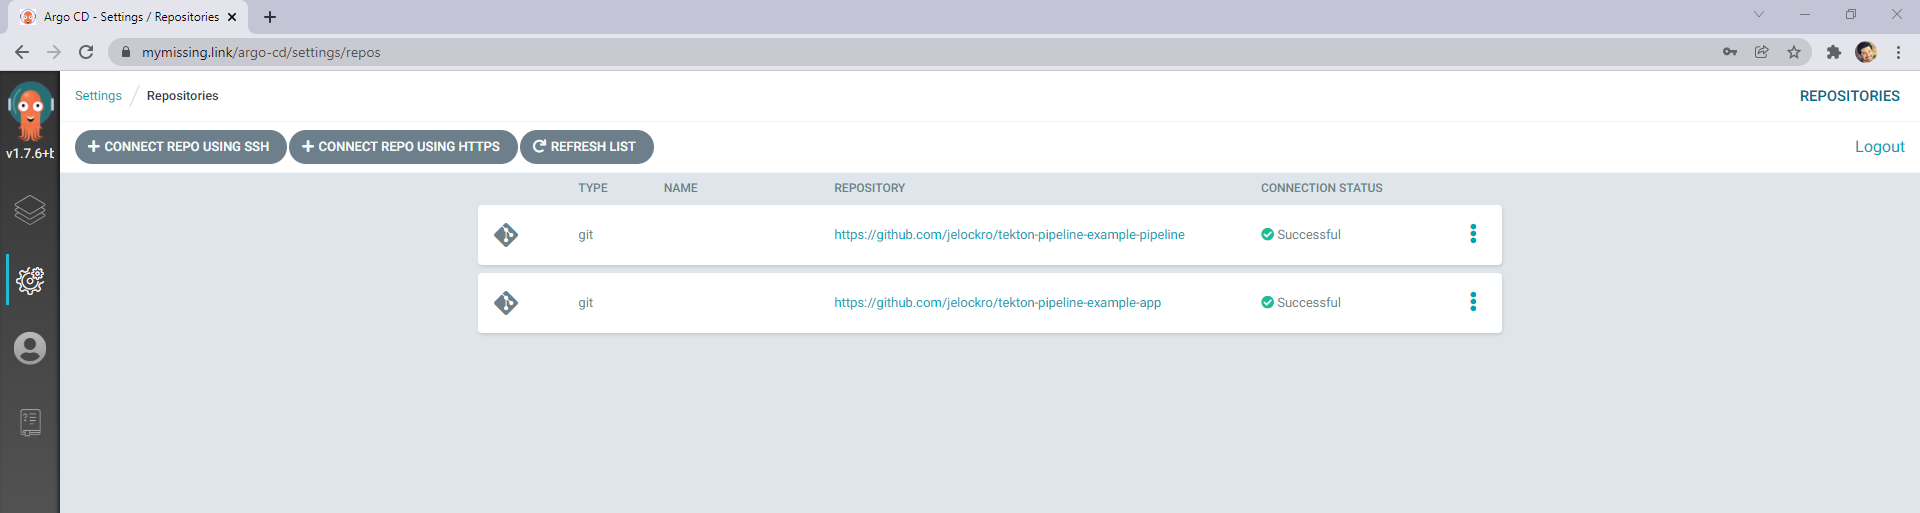 Argo CD - Settings / Repositories
mymissing.link/argo-cd/settings/repos
Settings / Repositories
REPOSITORIES
v1.7.6+b
CONNECT REPO USING SSH
CONNECT REPO USING HTTPS
REFRESH LIST
Logout
TYPE NAME REPOSITORY CONNECTION STATUS
git https://github.com/jelockro/tekton-pipeline-example-pipeline Successful
git https://github.com/jelockro/tekton-pipeline-example-app Successful